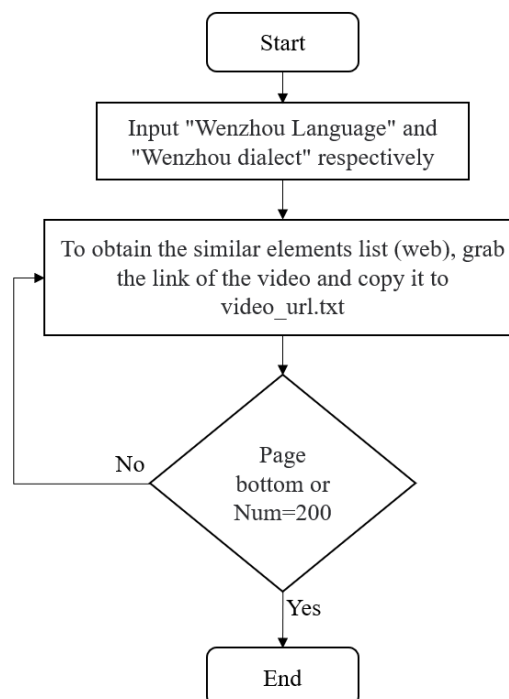 Start
Input "Wenzhou Language" and
"Wenzhou dialect" respectively
To obtain the similar elements list (web), grab
the link of the video and copy it to
video_url.txt
No
Page
bottom or
Num=200
Yes
End